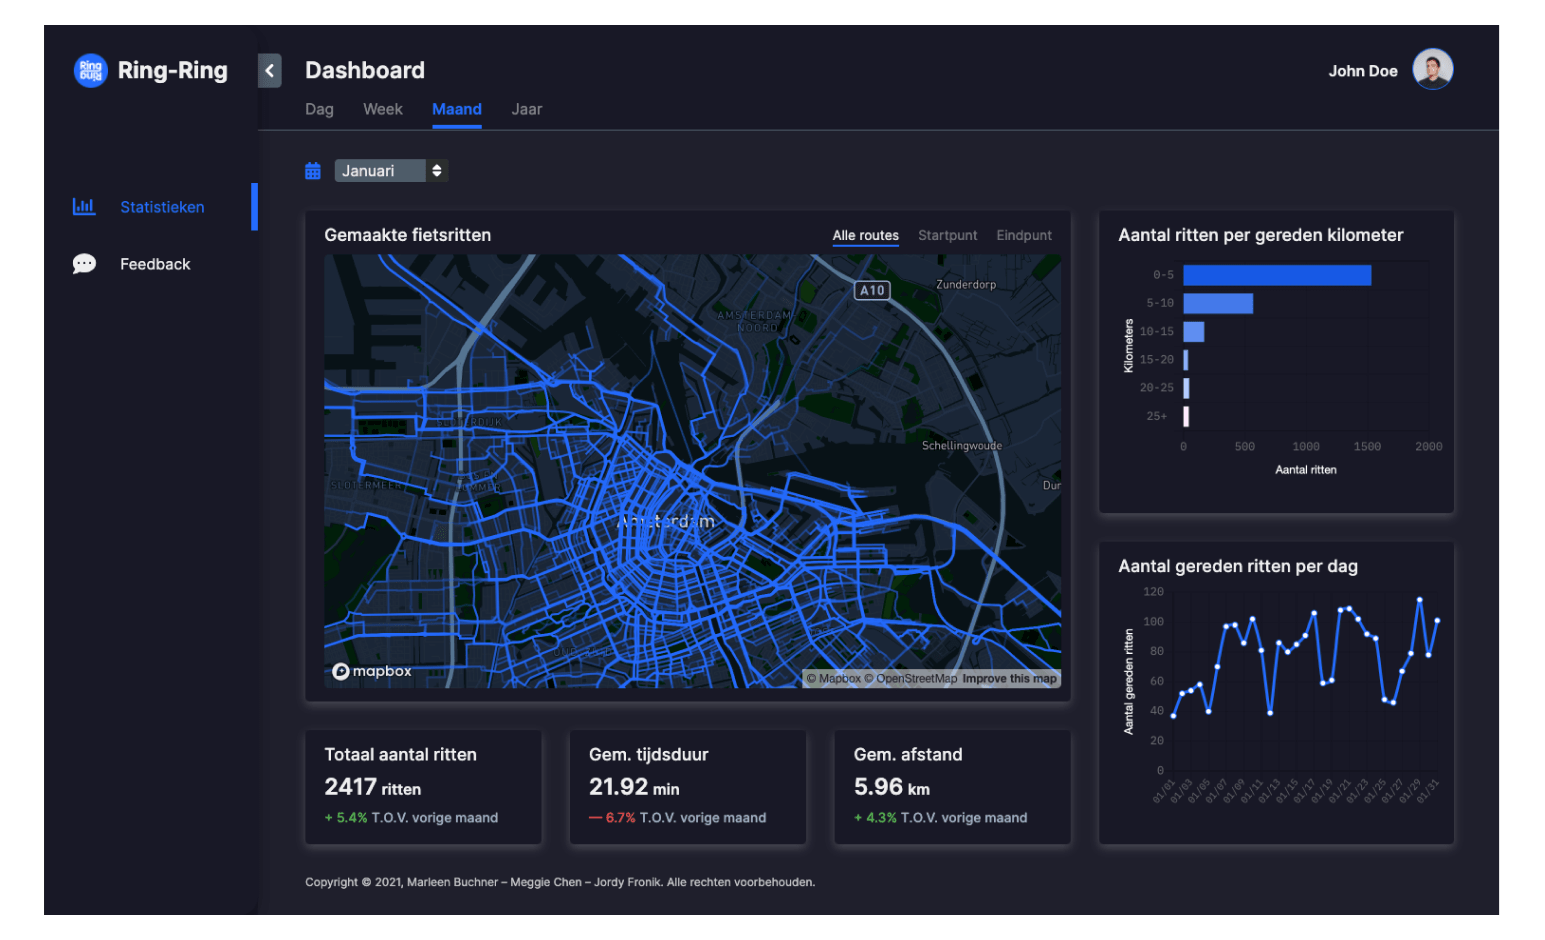 Ring Ring
Ring-Ring
Dashboard
John Doe
Dag Week Maand Jaar
Januari
Statistieken
Feedback
Gemaakte fietsritten
Alle routes Startpunt Eindpunt
A10
Zunderdorp
AMSTERDAM
NOORD
Schellingwoude
SLOTERMEER
Dur
Amsterdam
mapbox
© Mapbox © OpenStreetMap Improve this map
Aantal ritten per gereden kilometer
Kilometers
0-5
5-10
10-15
15-20
20-25
25+
0 500 1000 1500 2000
Aantal ritten
Aantal gereden ritten per dag
Aantal gereden ritten
120
100
80
60
40
20
0
01/01 01/03 01/05 01/07 01/09 01/11 01/13 01/15 01/17 01/19 01/21 01/23 01/25 01/27 01/29 01/31
Totaal aantal ritten
2417 ritten
+ 5.4% T.O.V. vorige maand
Gem. tijdsduur
21.92 min
— 6.7% T.O.V. vorige maand
Gem. afstand
5.96 km
+ 4.3% T.O.V. vorige maand
Copyright © 2021, Marleen Buchner – Meggie Chen – Jordy Fronik. Alle rechten voorbehouden.